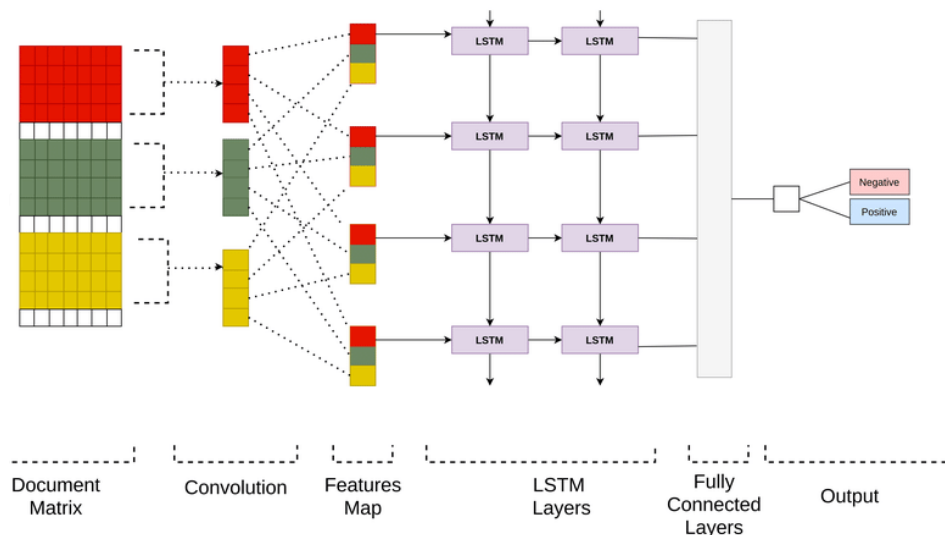 LSTM
LSTM
LSTM
LSTM
LSTM
LSTM
LSTM
LSTM
Negative
Positive
Document
Matrix
Convolution
Features
Map
LSTM
Layers
Fully
Connected
Layers
Output